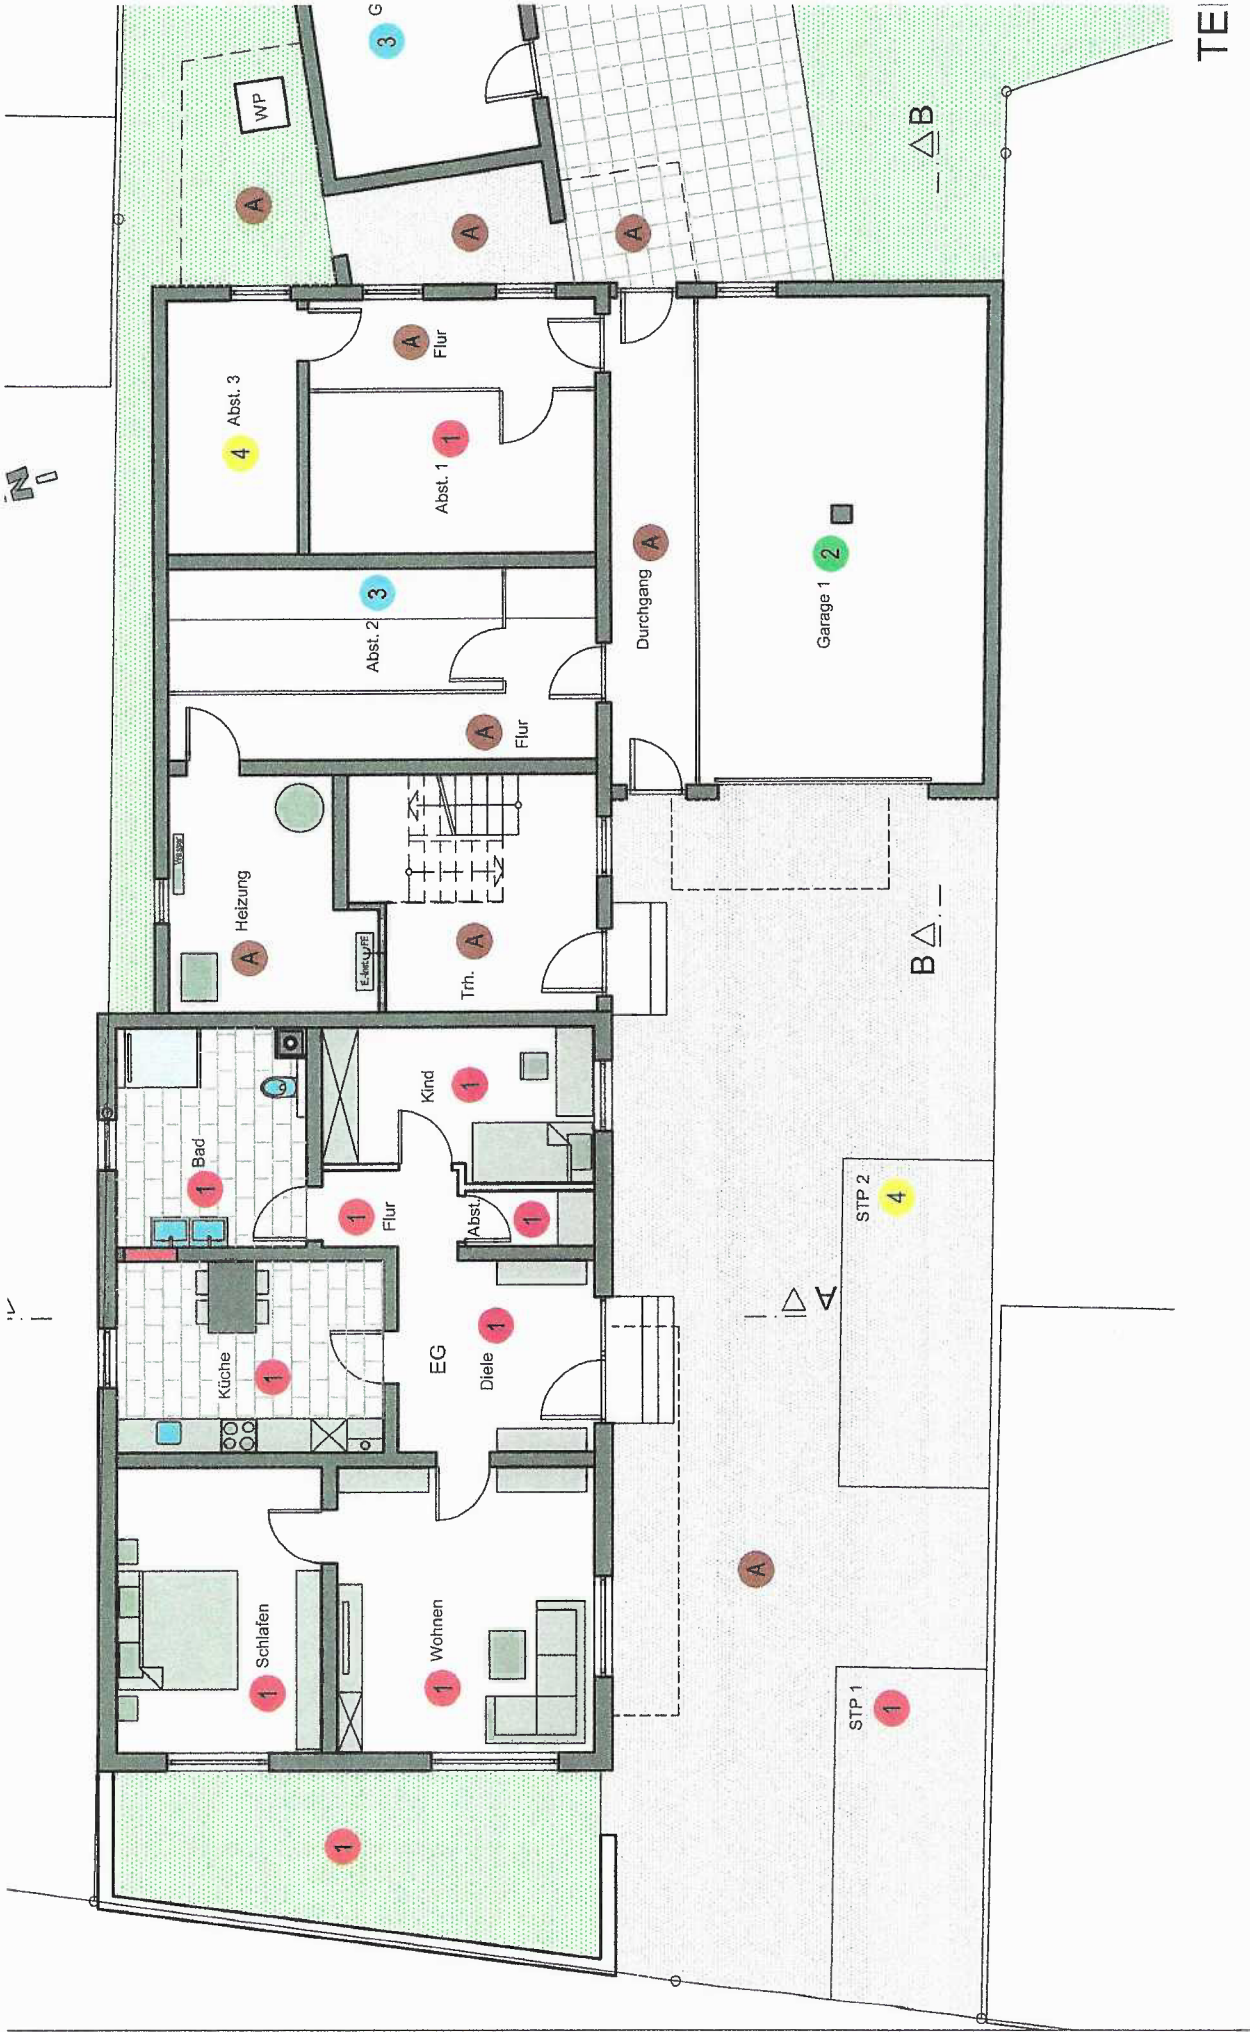 TE
G
3
WP
A
A
A
B
N
Abst. 3
4
A
Flur
Abst. 1
1
Abst. 2
3
A
Flur
Durchgang
A
Garage 1
2
Wasser
Heizung
A
Trh.
A
B
Bad
1
Kind
1
Flur
1
Abst.
1
Küche
1
EG
Diele
1
A
STP 2
4
Schlafen
1
Wohnen
1
A
STP 1
1
1